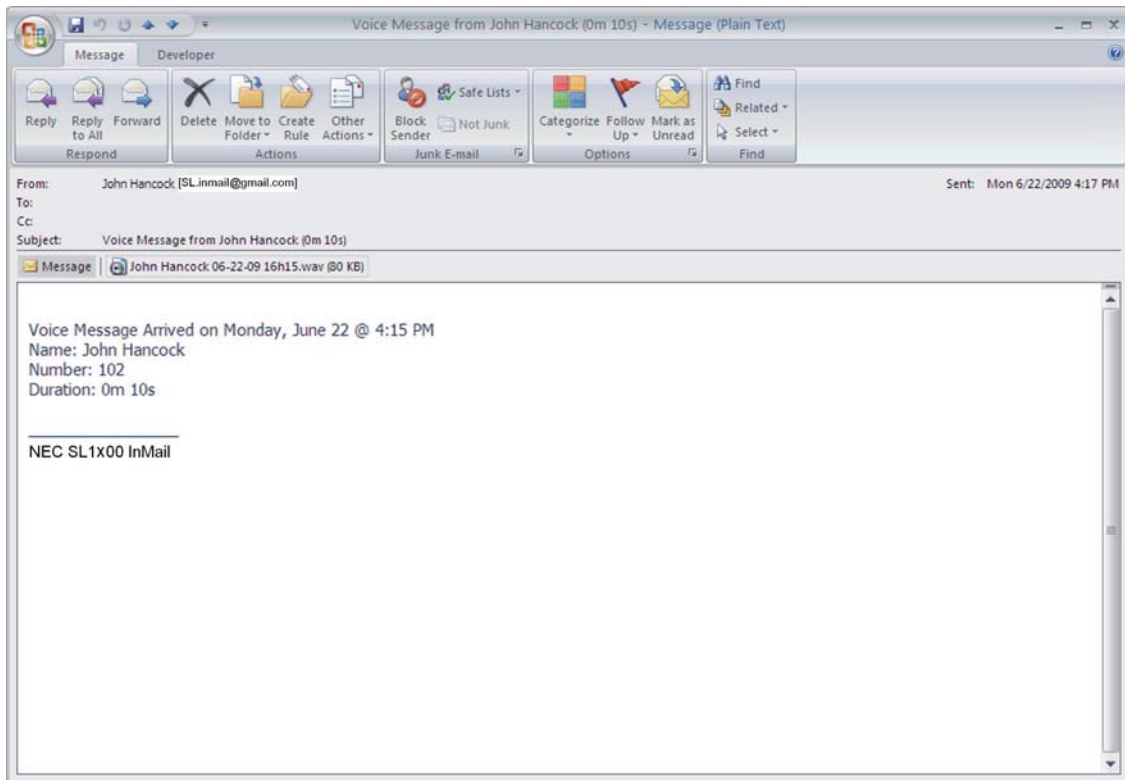 Voice Message from John Hancock (0m 10s) - Message (Plain Text)
Message Developer
Reply Reply to All Forward
Respond
Delete Move to Folder Create Rule Other Actions
Actions
Block Sender Safe Lists Not Junk
Junk E-mail
Categorize Follow Up Mark as Unread
Options
Find
Related
Select
Find
From: John Hancock [SL.inmail@gmail.com] Sent: Mon 6/22/2009 4:17 PM
To:
Cc:
Subject: Voice Message from John Hancock (0m 10s)
Message John Hancock 06-22-09 16h15.wav (80 KB)
Voice Message Arrived on Monday, June 22 @ 4:15 PM
Name: John Hancock
Number: 102
Duration: 0m 10s
NEC SL1X00 InMail